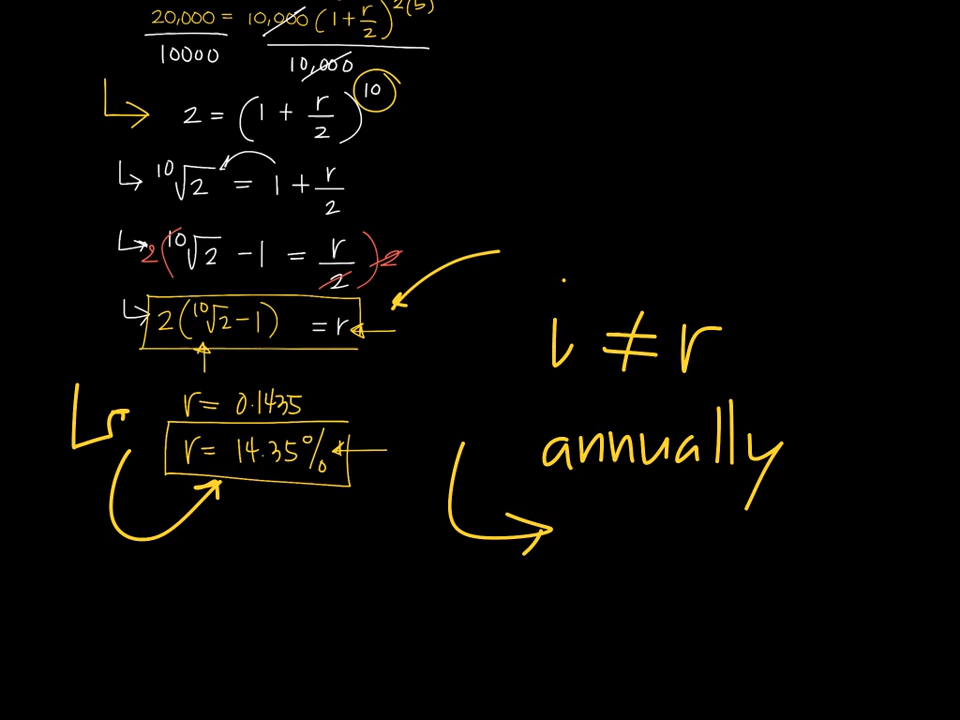 20,000 = 10,000 (1 + r/2)^2(5)
10000 10,000
2 = (1 + r/2)^10
¹⁰√2 = 1 + r/2
2(¹⁰√2 - 1 = r/2)2
2(¹⁰√2 - 1) = r
r = 0.1435
r = 14.35%
i ≠ r
annually